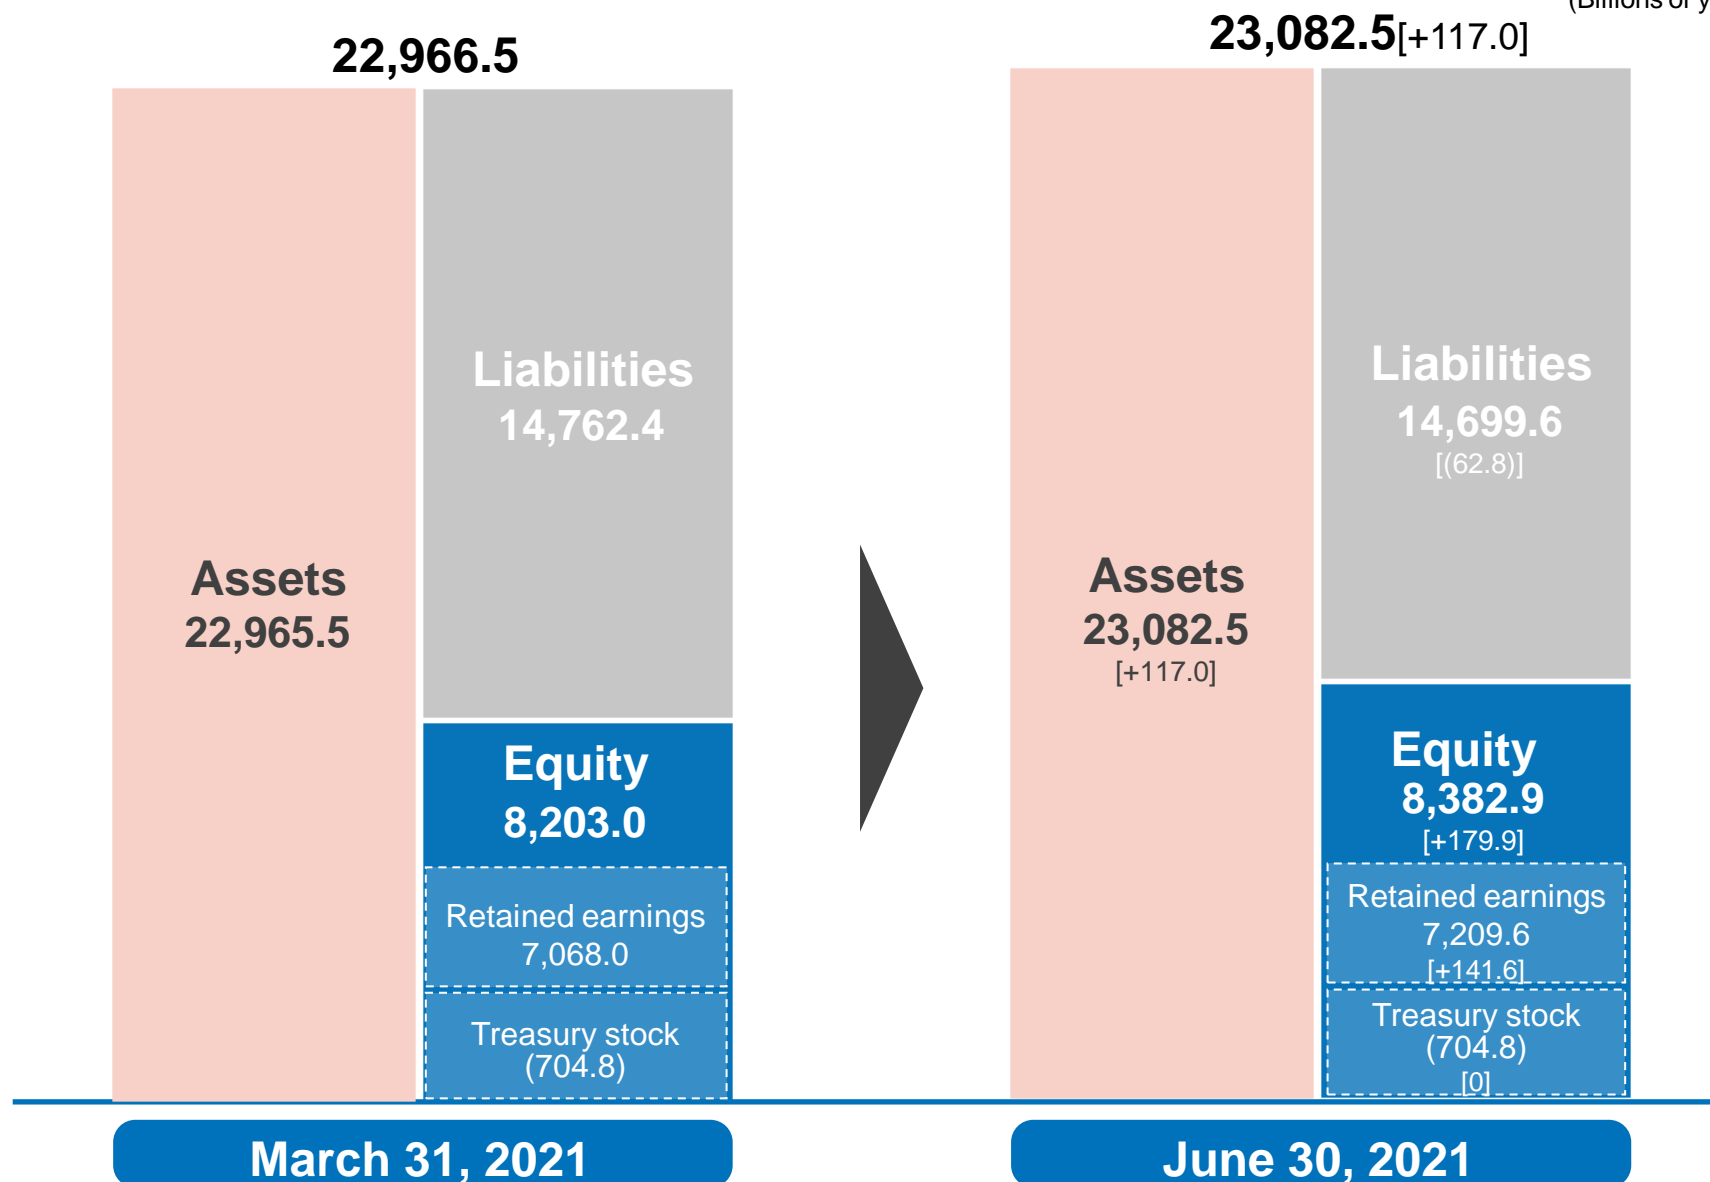 (Billions of y
22,966.5
23,082.5[+117.0]
Liabilities
14,762.4
Assets
22,965.5
Equity
8,203.0
Retained earnings
7,068.0
Treasury stock
(704.8)
March 31, 2021
Liabilities
14,699.6
[(62.8)]
Assets
23,082.5
[+117.0]
Equity
8,382.9
[+179.9]
Retained earnings
7,209.6
[+141.6]
Treasury stock
(704.8)
[0]
June 30, 2021